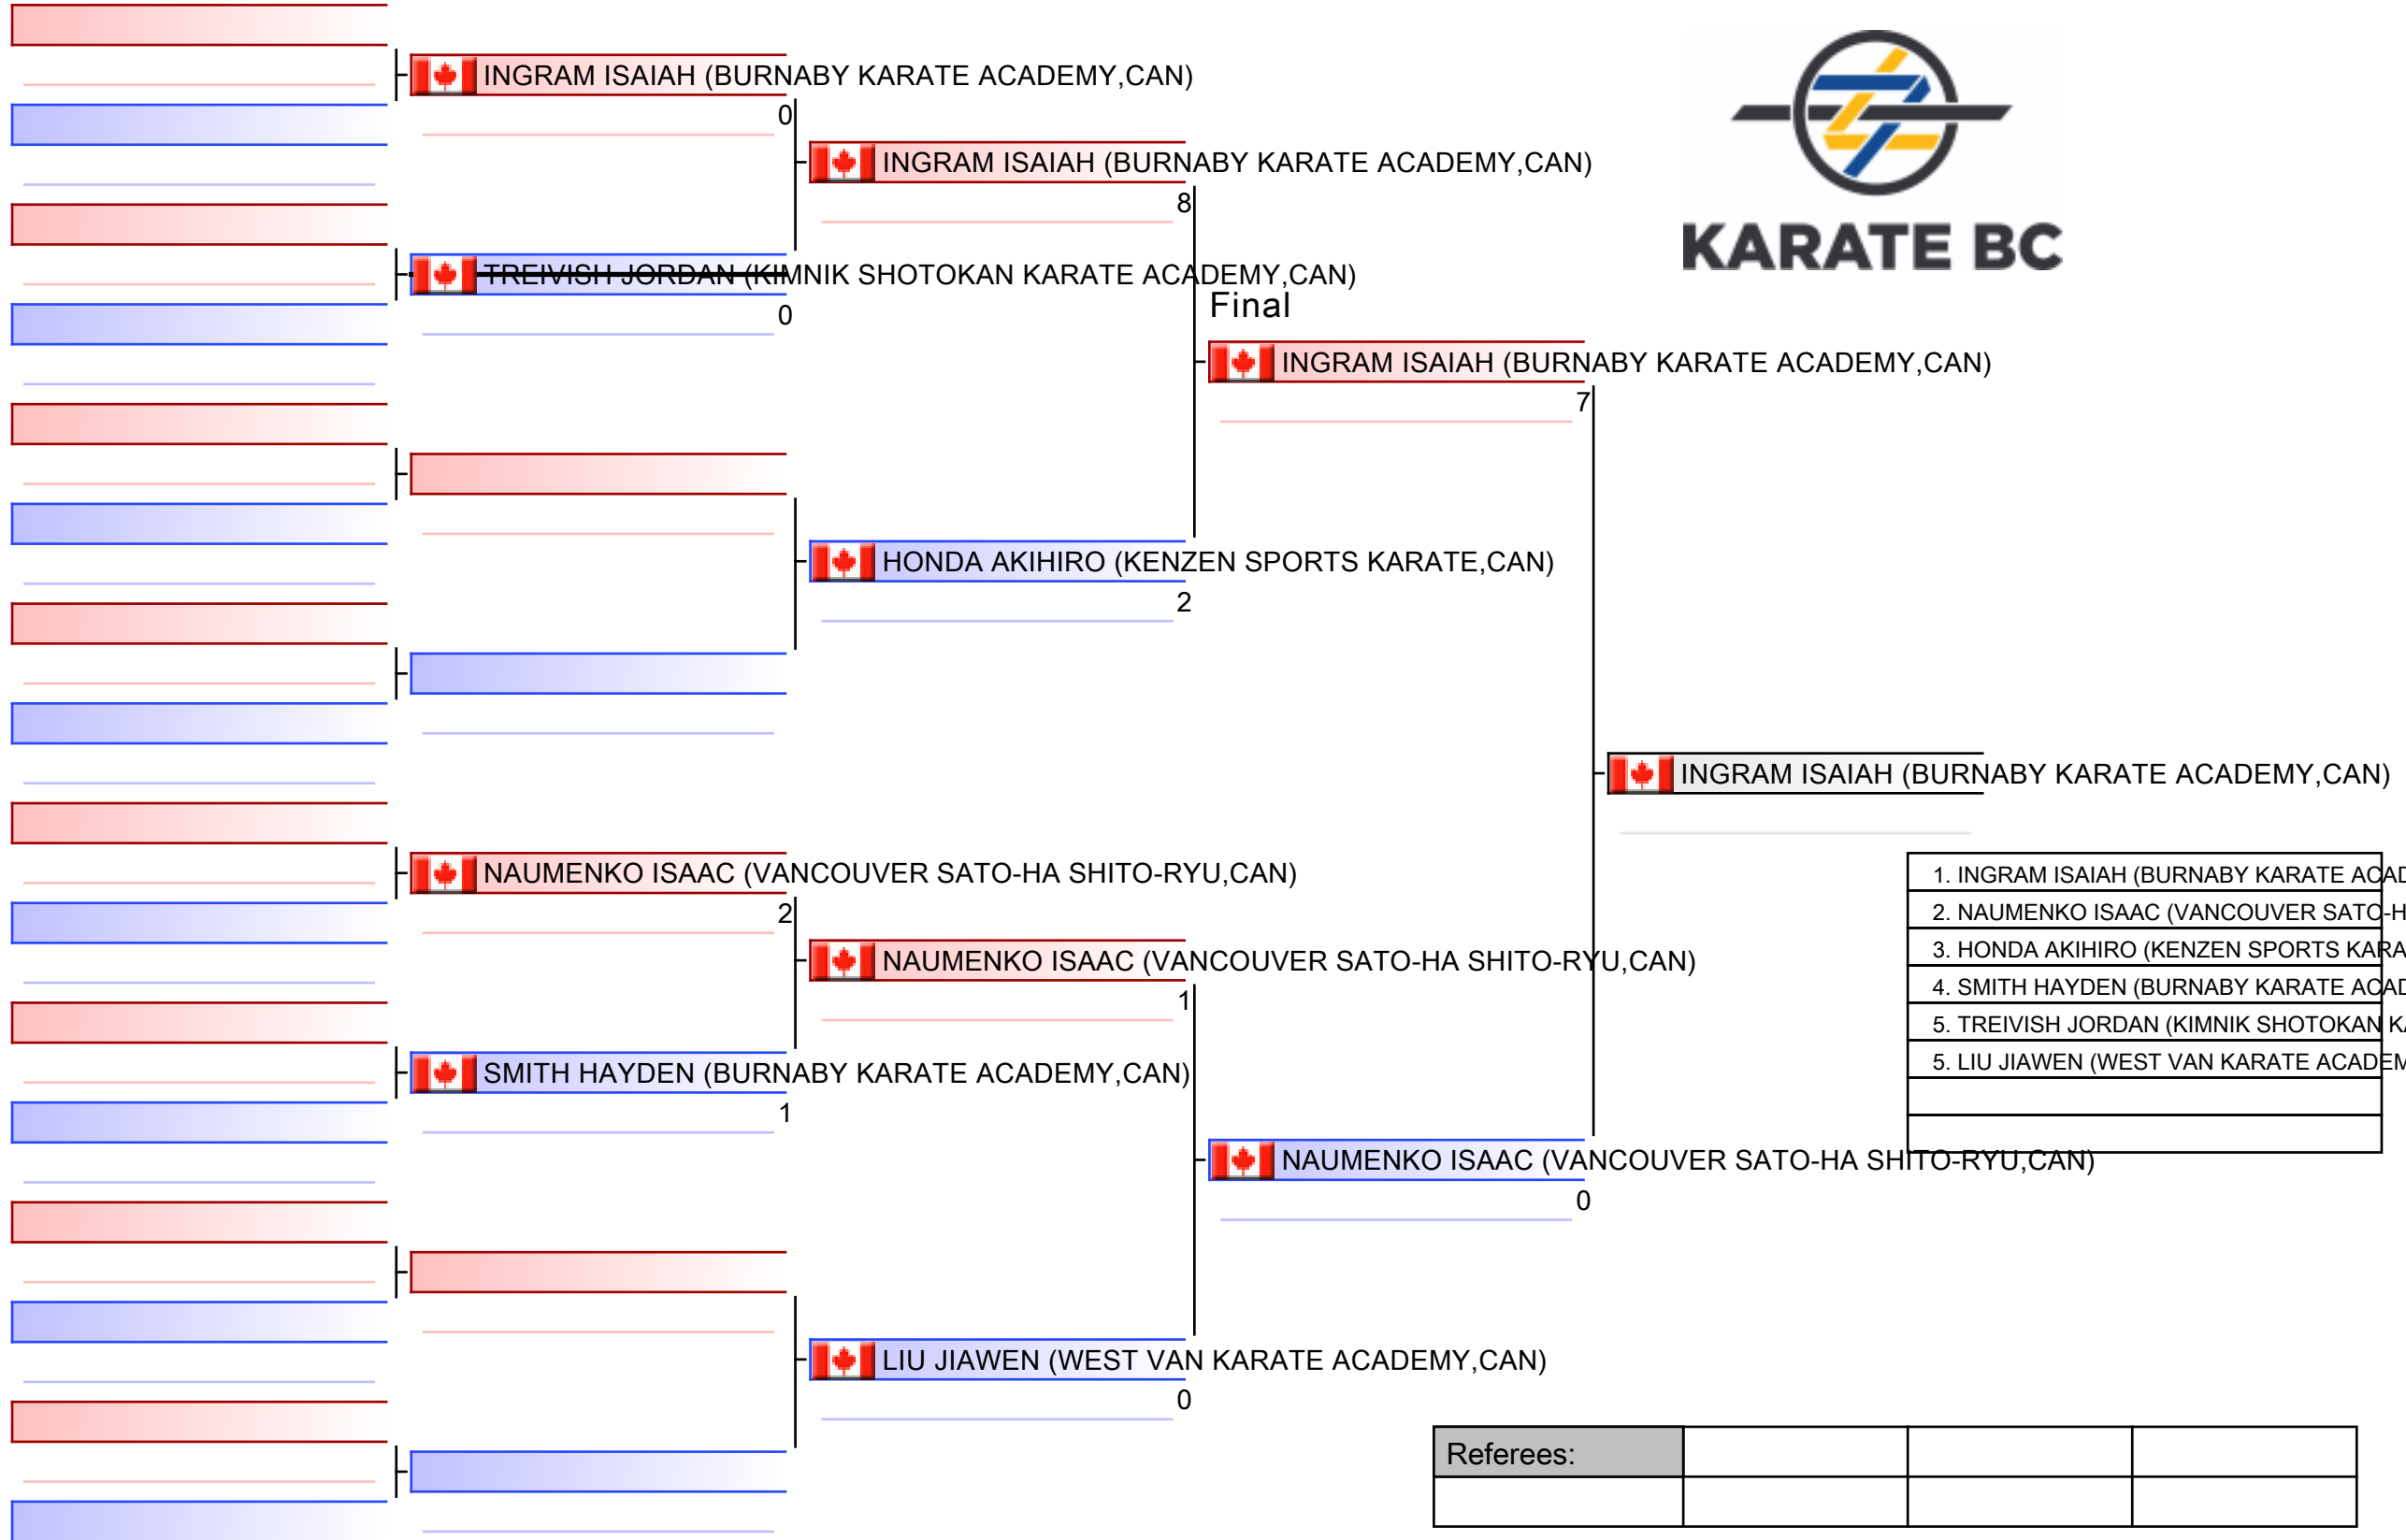 INGRAM ISAIAH (BURNABY KARATE ACADEMY,CAN)
0
INGRAM ISAIAH (BURNABY KARATE ACADEMY,CAN)
8
KARATE BC
TREIVISH JORDAN (KIMNIK SHOTOKAN KARATE ACADEMY,CAN)
0
Final
INGRAM ISAIAH (BURNABY KARATE ACADEMY,CAN)
7
HONDA AKIHIRO (KENZEN SPORTS KARATE,CAN)
2
INGRAM ISAIAH (BURNABY KARATE ACADEMY,CAN)
NAUMENKO ISAAC (VANCOUVER SATO-HA SHITO-RYU,CAN)
2
NAUMENKO ISAAC (VANCOUVER SATO-HA SHITO-RYU,CAN)
1
SMITH HAYDEN (BURNABY KARATE ACADEMY,CAN)
1
1. INGRAM ISAIAH (BURNABY KARATE ACAD
2. NAUMENKO ISAAC (VANCOUVER SATO-H
3. HONDA AKIHIRO (KENZEN SPORTS KARA
4. SMITH HAYDEN (BURNABY KARATE ACAD
5. TREIVISH JORDAN (KIMNIK SHOTOKAN KA
5. LIU JIAWEN (WEST VAN KARATE ACADEM
NAUMENKO ISAAC (VANCOUVER SATO-HA SHITO-RYU,CAN)
0
LIU JIAWEN (WEST VAN KARATE ACADEMY,CAN)
0
Referees: